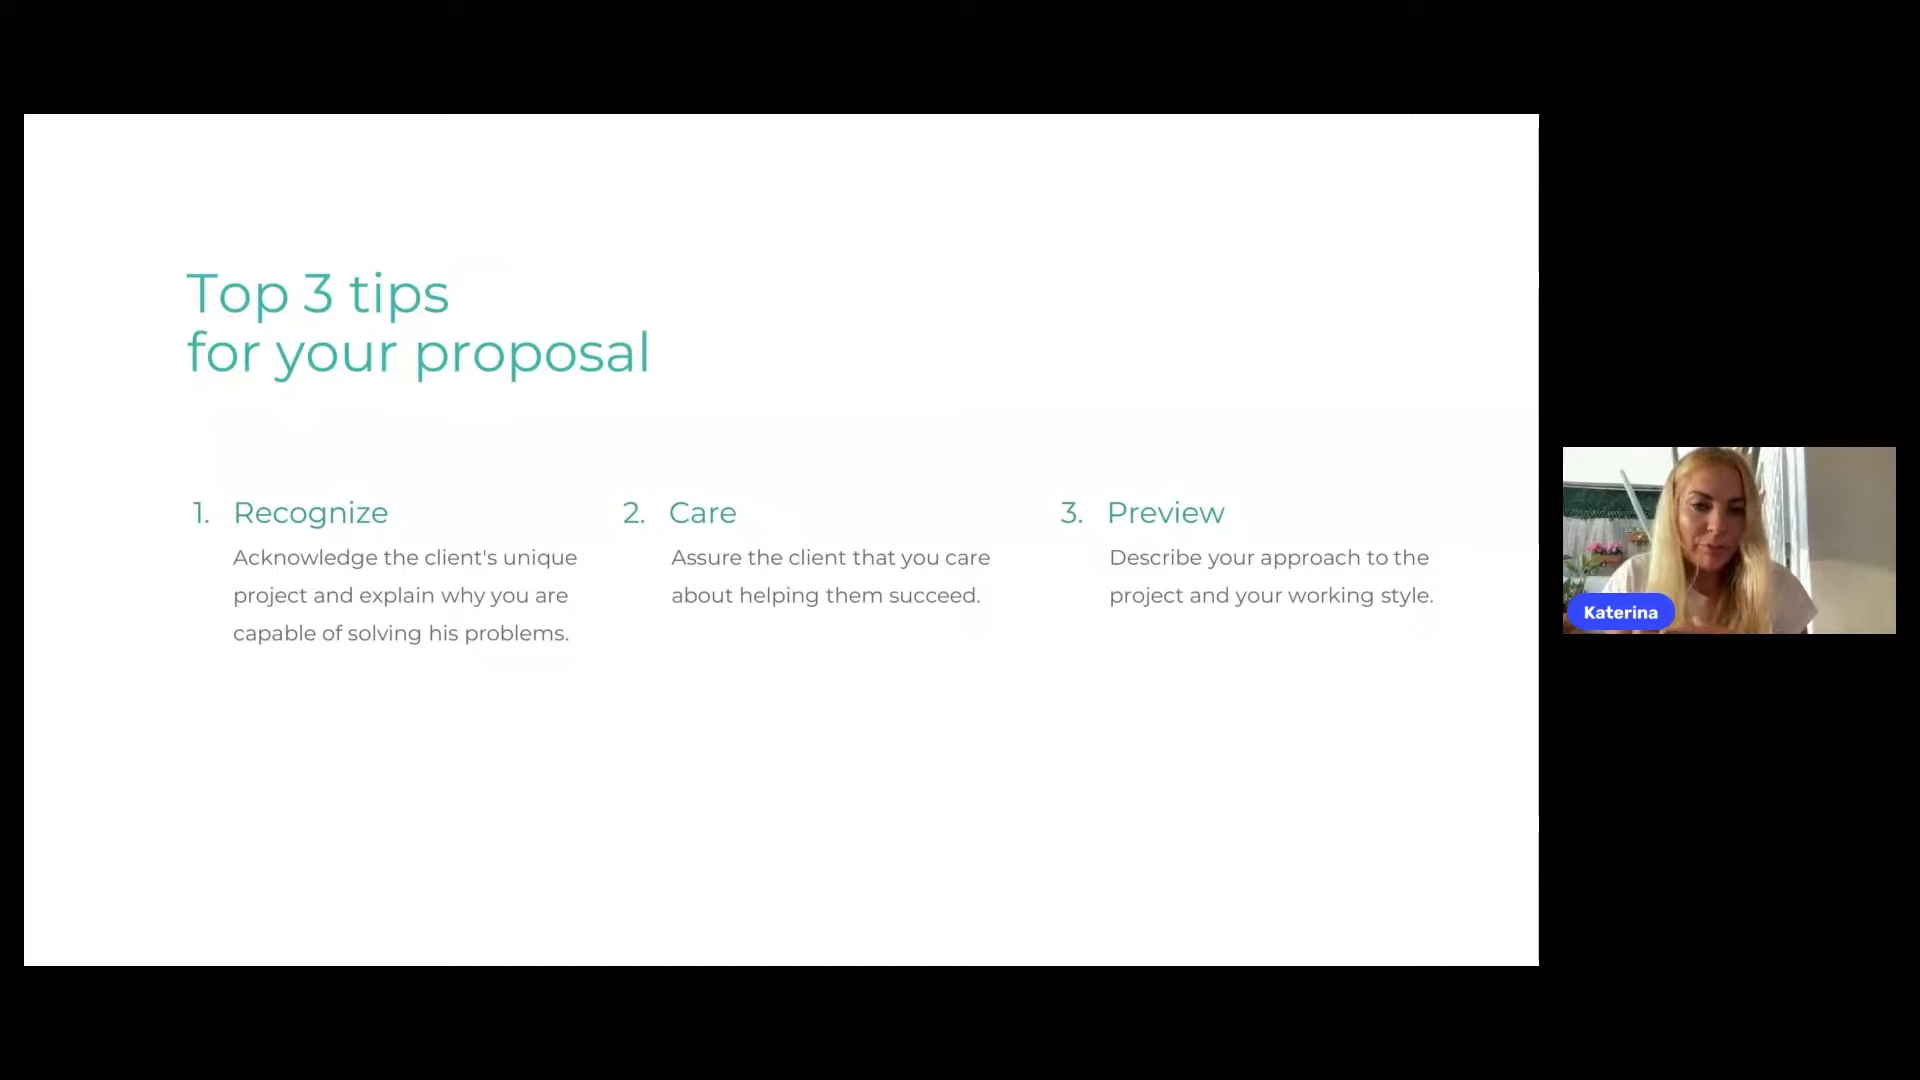 Top 3 tips
for your proposal
1. Recognize
Acknowledge the client's unique
project and explain why you are
capable of solving his problems.
2. Care
Assure the client that you care
about helping them succeed.
3. Preview
Describe your approach to the
project and your working style.
Katerina